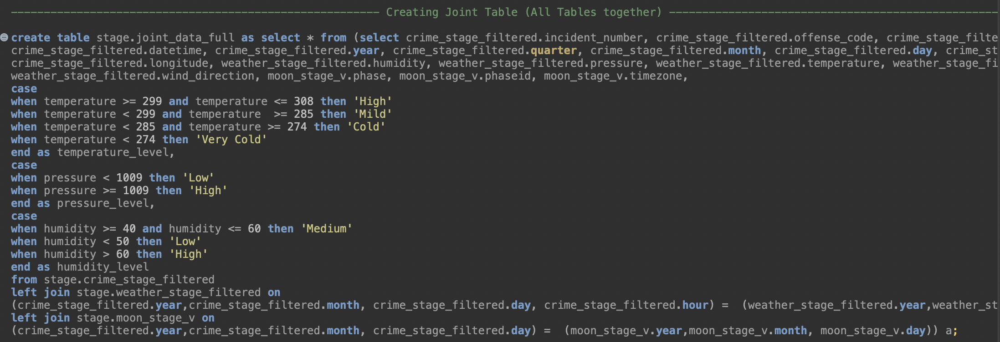 -------------------------------------------------------- Creating Joint Table (All Tables together) --------------------------------------------------
create table stage.joint_data_full as select * from (select crime_stage_filtered.incident_number, crime_stage_filtered.offense_code, crime_stage_filte
crime_stage_filtered.datetime, crime_stage_filtered.year, crime_stage_filtered.quarter, crime_stage_filtered.month, crime_stage_filtered.day, crime_st
crime_stage_filtered.longitude, weather_stage_filtered.humidity, weather_stage_filtered.pressure, weather_stage_filtered.temperature, weather_stage_fi
weather_stage_filtered.wind_direction, moon_stage_v.phase, moon_stage_v.phaseid, moon_stage_v.timezone,
case
when temperature >= 299 and temperature <= 308 then 'High'
when temperature < 299 and temperature  >= 285 then 'Mild'
when temperature < 285 and temperature >= 274 then 'Cold'
when temperature < 274 then 'Very Cold'
end as temperature_level,
case
when pressure < 1009 then 'Low'
when pressure >= 1009 then 'High'
end as pressure_level,
case
when humidity >= 40 and humidity <= 60 then 'Medium'
when humidity < 50 then 'Low'
when humidity > 60 then 'High'
end as humidity_level
from stage.crime_stage_filtered
left join stage.weather_stage_filtered on
(crime_stage_filtered.year,crime_stage_filtered.month, crime_stage_filtered.day, crime_stage_filtered.hour) =  (weather_stage_filtered.year,weather_st
left join stage.moon_stage_v on
(crime_stage_filtered.year,crime_stage_filtered.month, crime_stage_filtered.day) =  (moon_stage_v.year,moon_stage_v.month, moon_stage_v.day)) a;